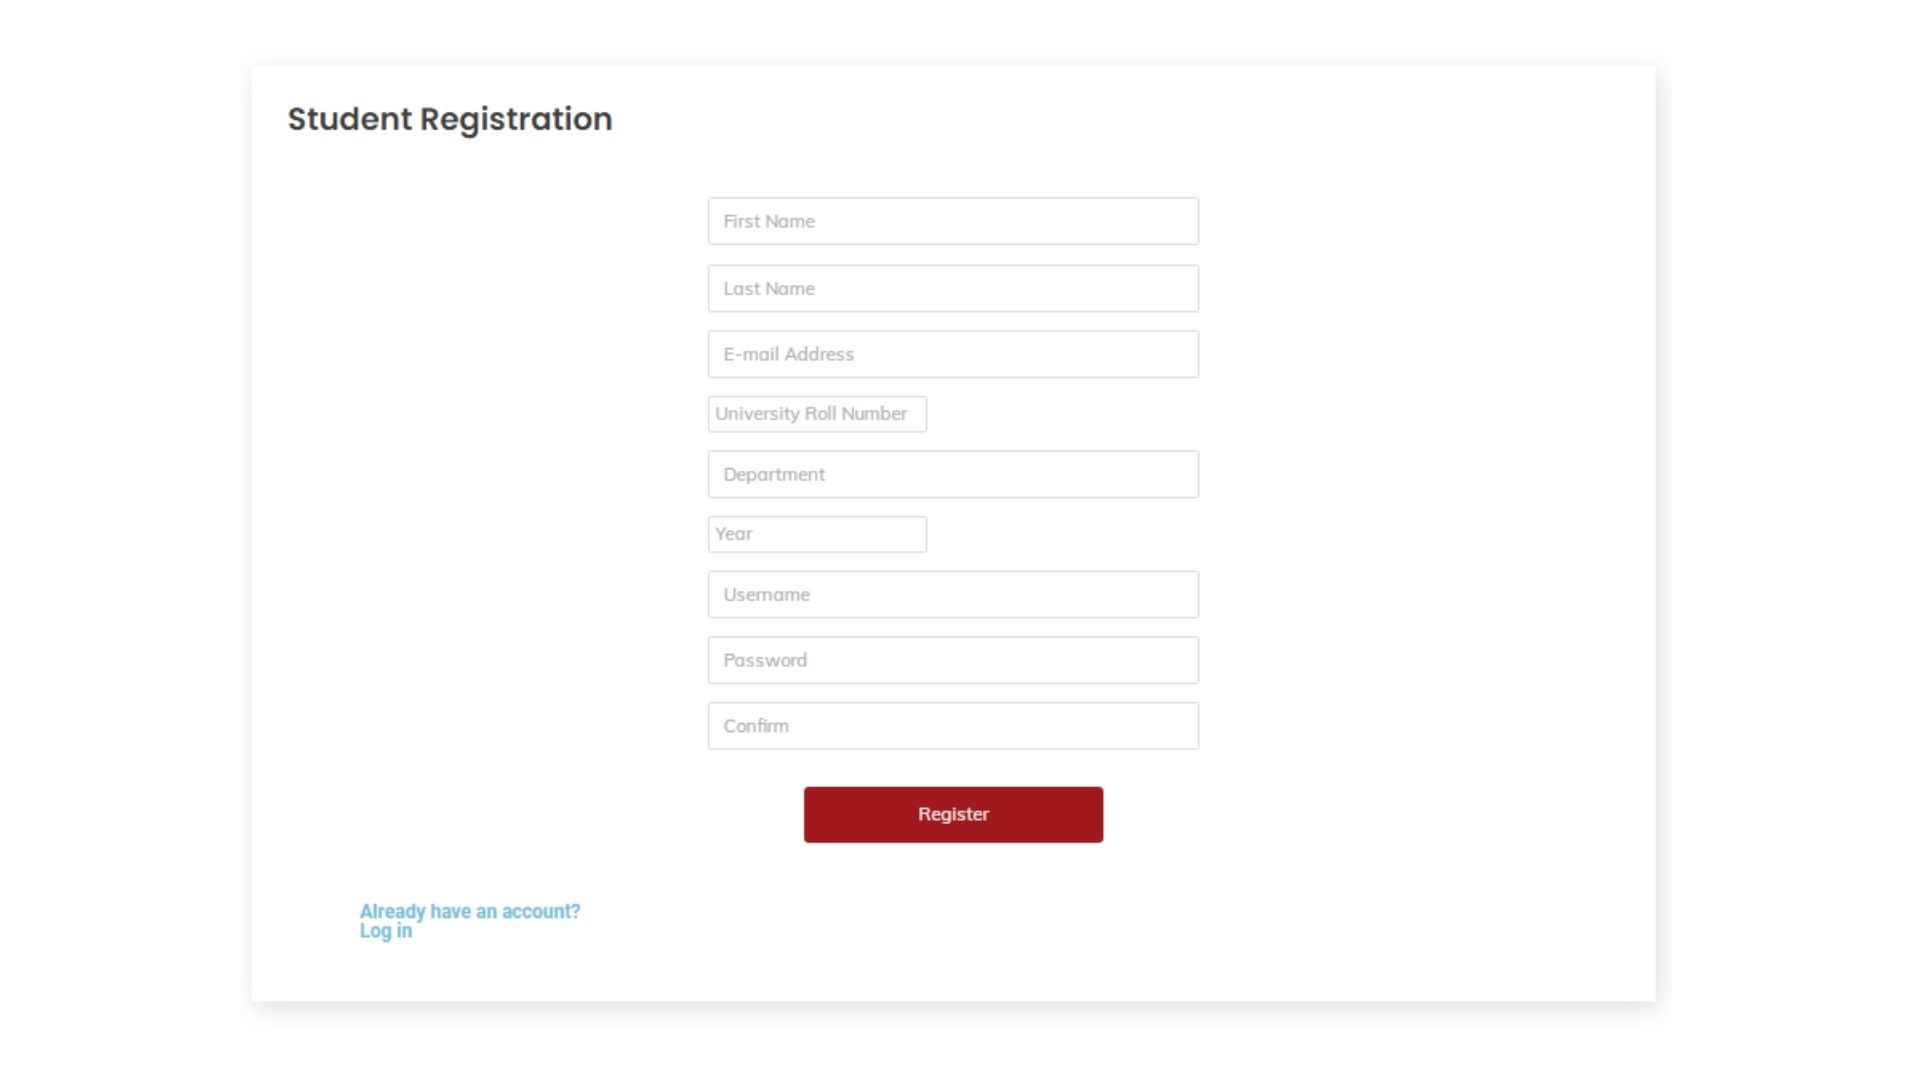 Student Registration
First Name
Last Name
E-mail Address
University Roll Number
Department
Year
Username
Password
Confirm
Register
Already have an account?
Log in